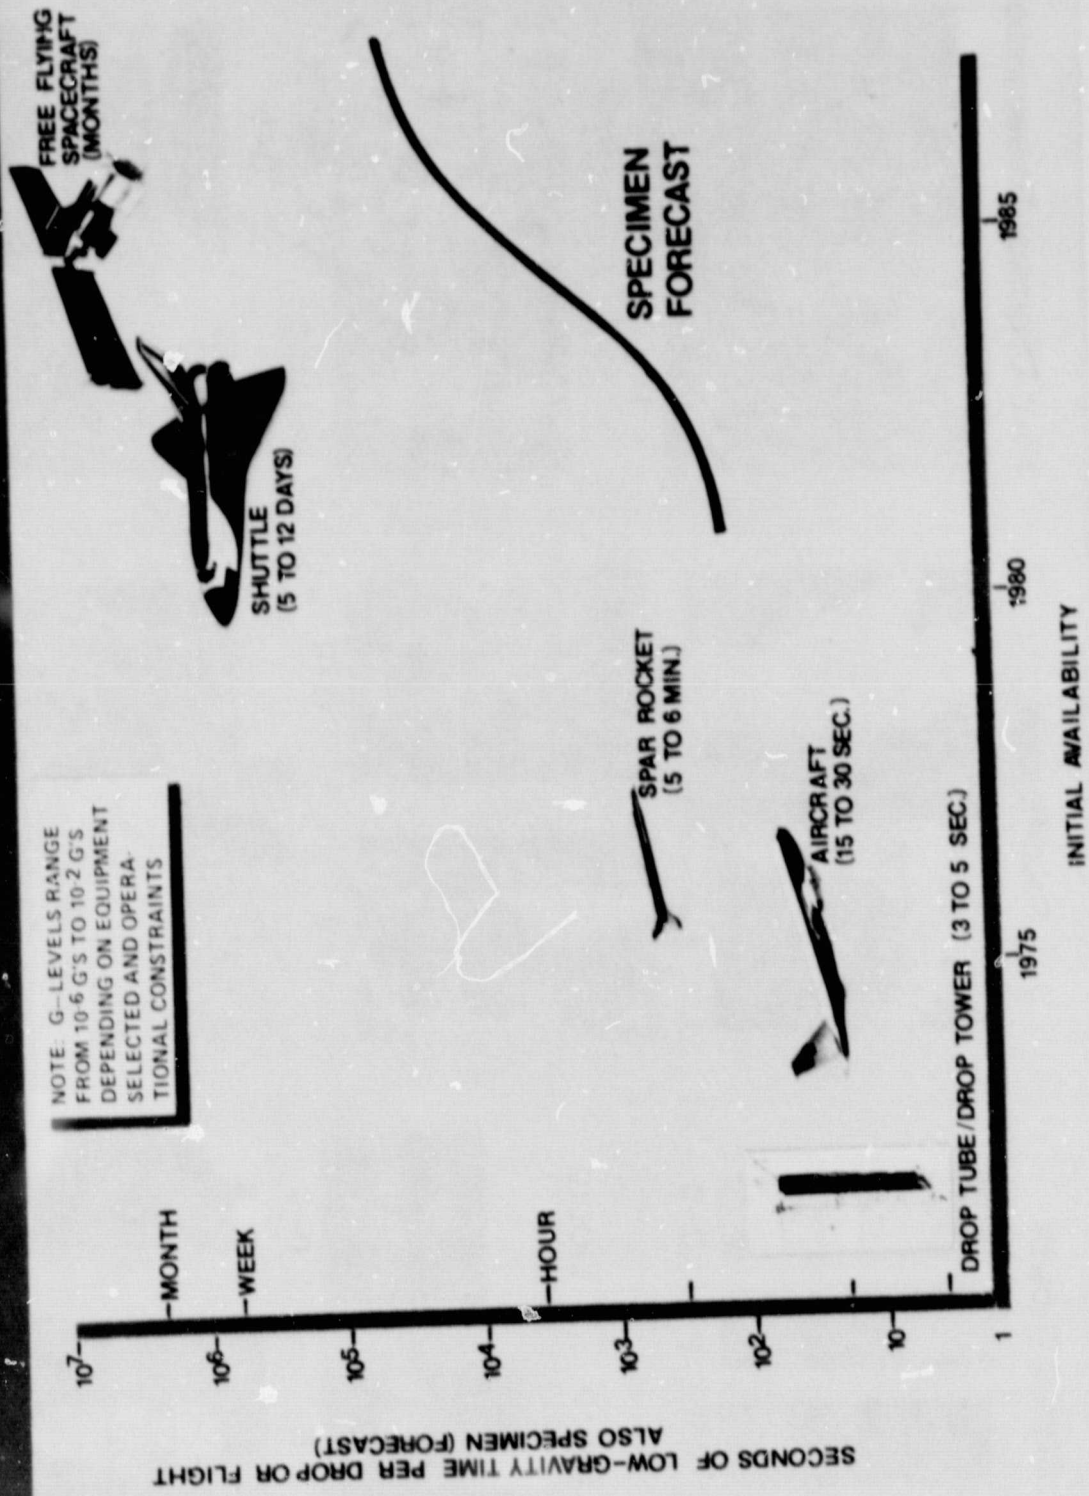 NOTE: G-LEVELS RANGE
FROM 10-6 G'S TO 10-2 G'S
DEPENDING ON EQUIPMENT
SELECTED AND OPERA-
TIONAL CONSTRAINTS
FREE FLYING
SPACECRAFT
(MONTHS)
SHUTTLE
(5 TO 12 DAYS)
SPECIMEN
FORECAST
SPAR ROCKET
(5 TO 6 MIN.)
AIRCRAFT
(15 TO 30 SEC.)
DROP TUBE/DROP TOWER (3 TO 5 SEC.)
MONTH
WEEK
HOUR
10⁷
10⁶
10⁵
10⁴
10³
10²
10
1
SECONDS OF LOW-GRAVITY TIME PER DROP OR FLIGHT
ALSO SPECIMEN (FORECAST)
1975
1980
1985
INITIAL AVAILABILITY